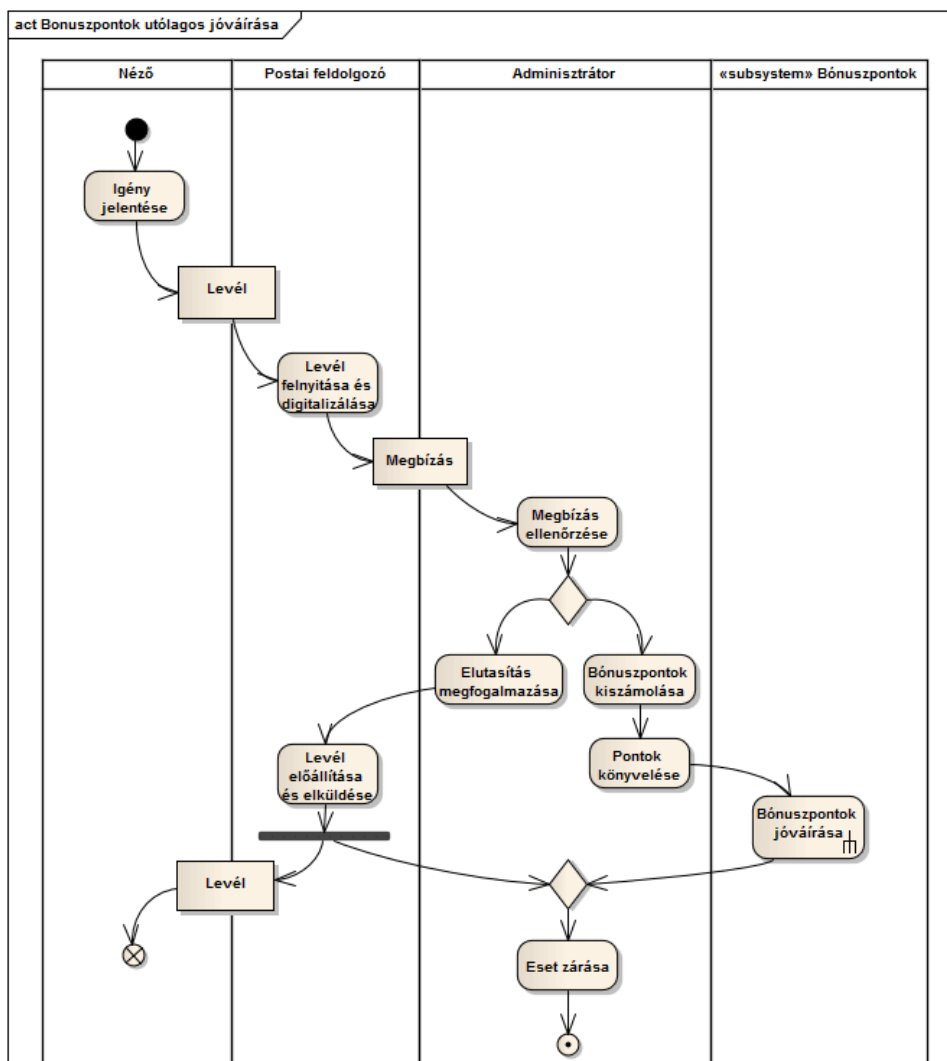 act Bonuszpontok utólagos jóváírása
Néző
Postai feldolgozó
Adminisztrátor
«subsystem» Bónuszpontok
Igény
jelentése
Levél
Levél
felnyitása és
digitalizálása
Megbízás
Megbízás
ellenőrzése
Elutasítás
megfogalmazása
Bónuszpontok
kiszámolása
Levél
előállítása
és elküldése
Pontok
könyvelése
Bónuszpontok
jóváírása
Levél
Eset zárása